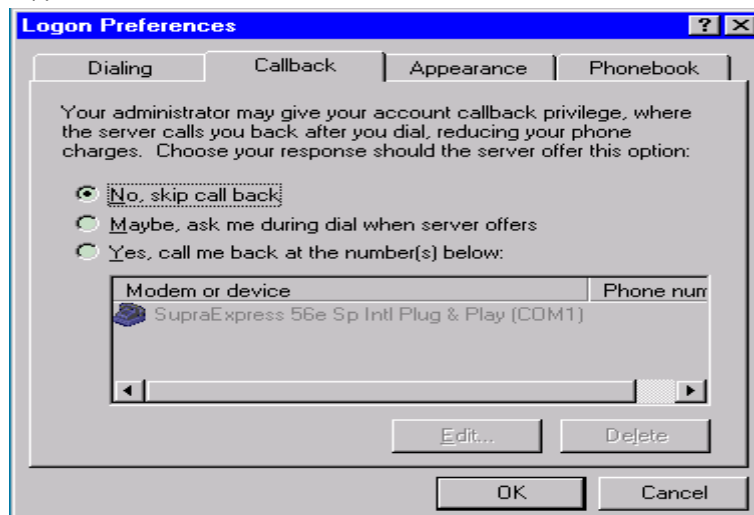 Logon Preferences
Dialing Callback Appearance Phonebook
Your administrator may give your account callback privilege, where
the server calls you back after you dial, reducing your phone
charges. Choose your response should the server offer this option:
No, skip call back
Maybe, ask me during dial when server offers
Yes, call me back at the number(s) below:
Modem or device Phone num
SupraExpress 56e Sp Intl Plug & Play (COM1)
Edit... Delete
OK Cancel